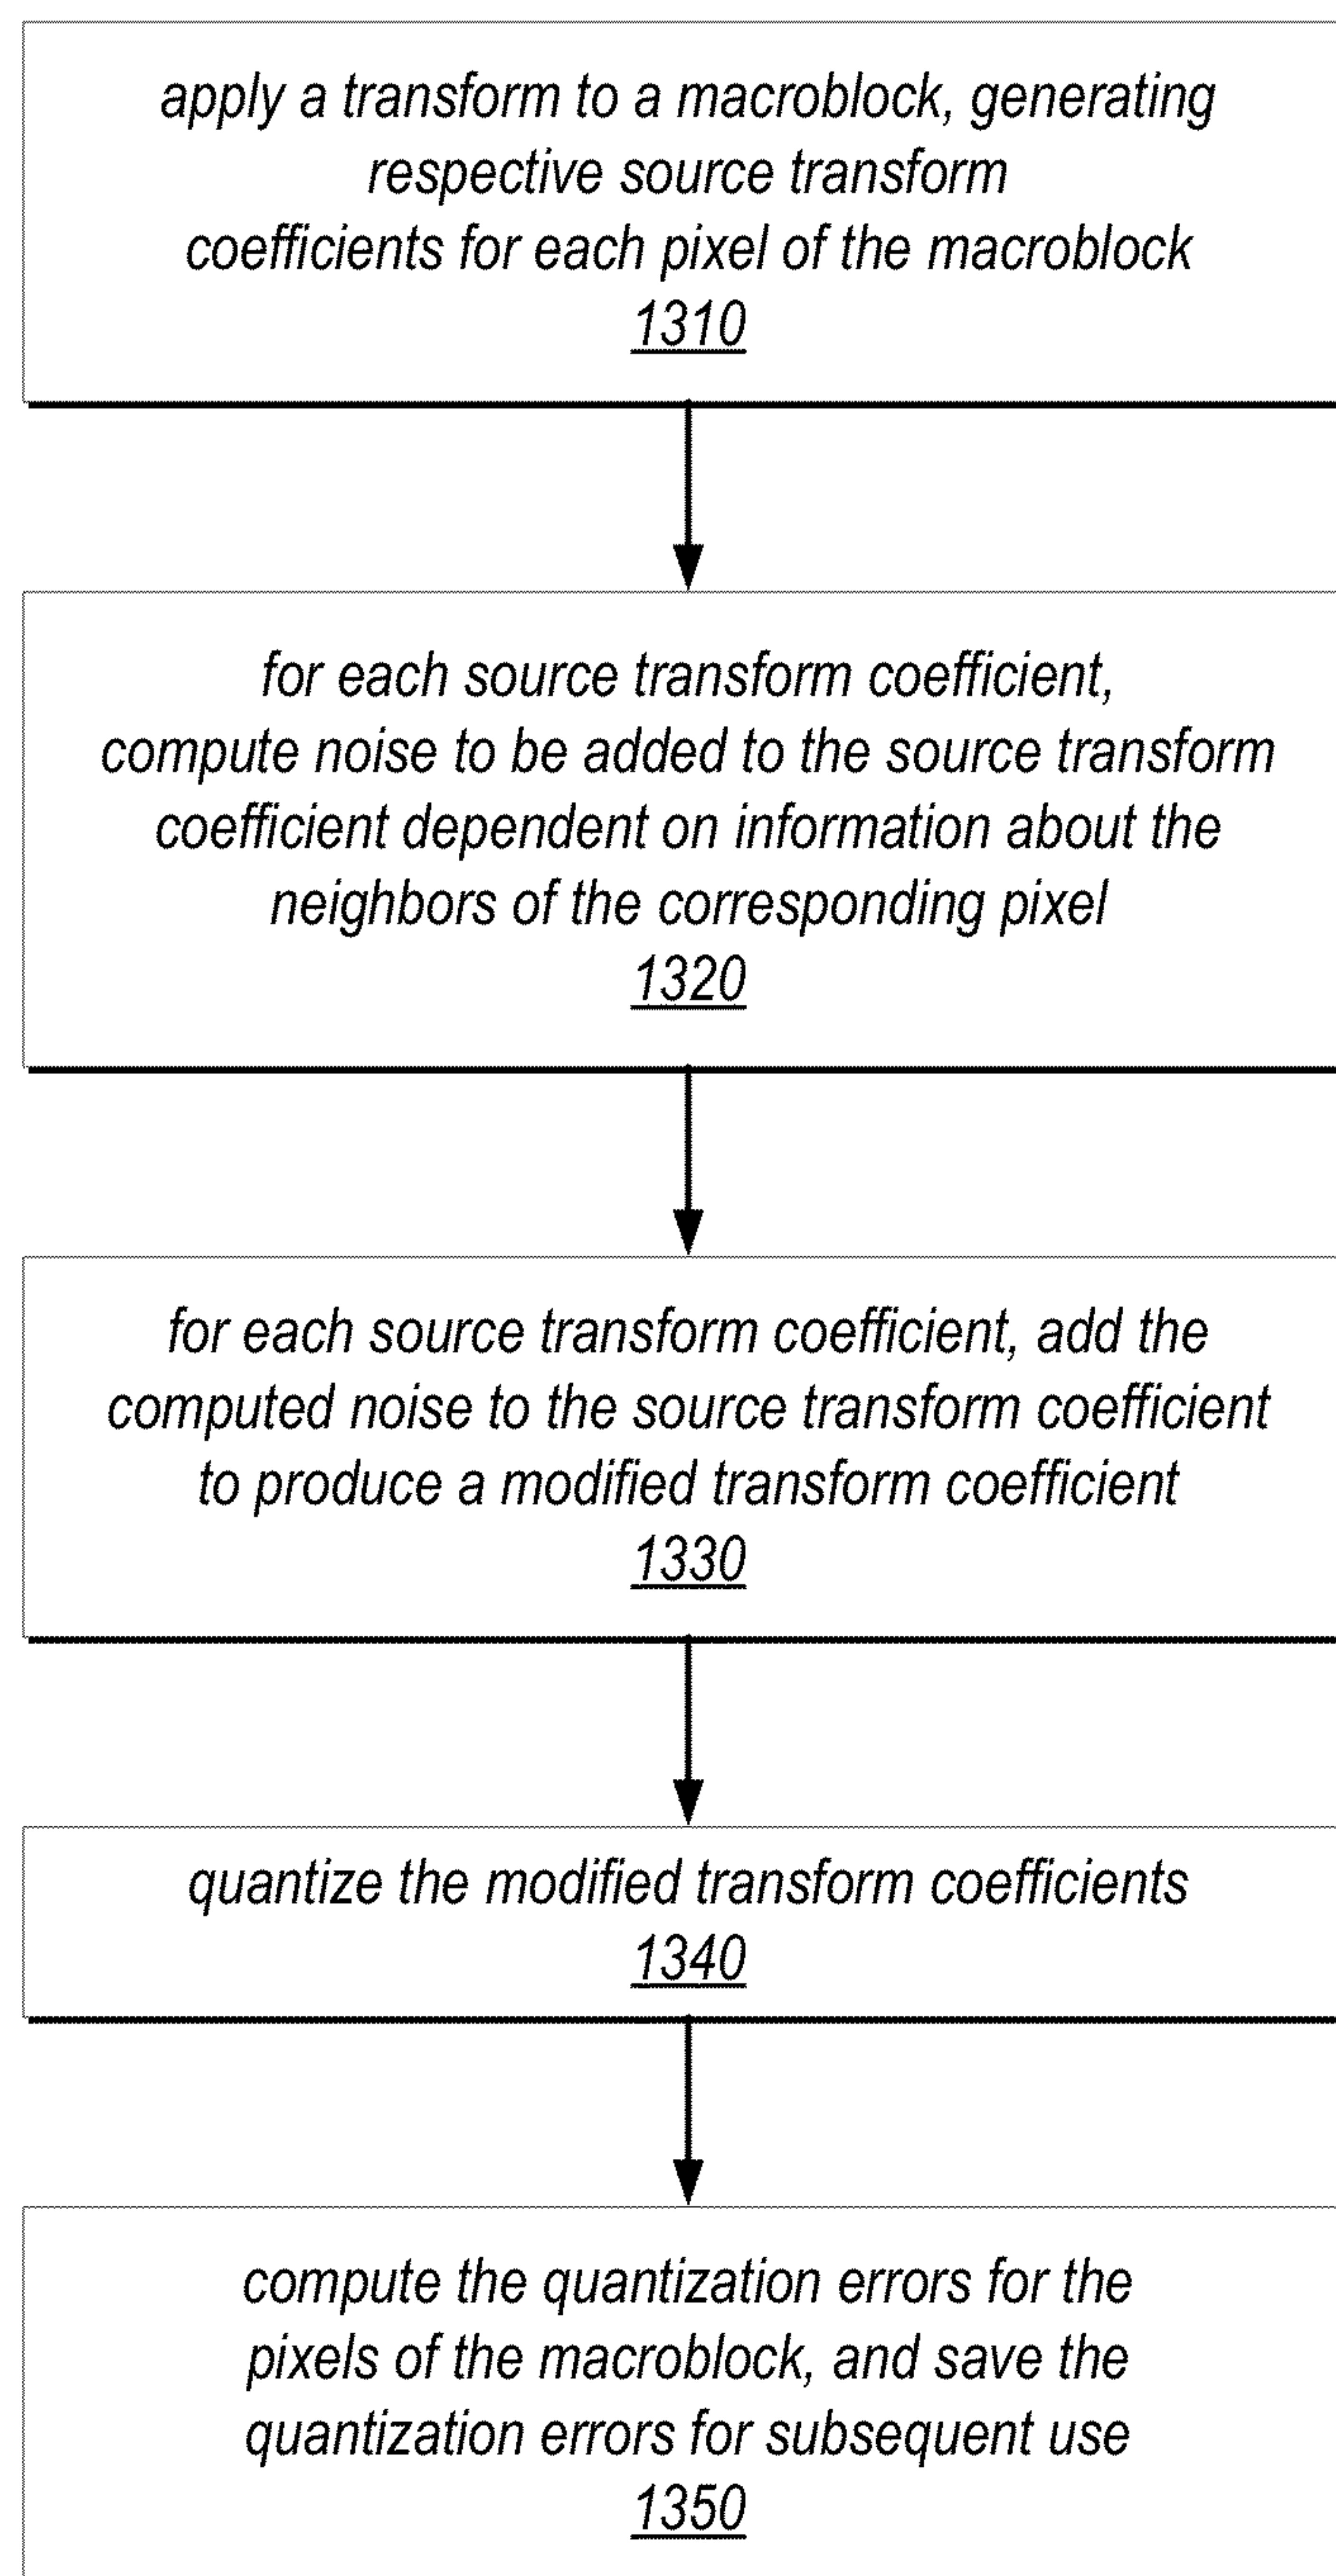 apply a transform to a macroblock, generating
respective source transform
coefficients for each pixel of the macroblock
1310
for each source transform coefficient,
compute noise to be added to the source transform
coefficient dependent on information about the
neighbors of the corresponding pixel
1320
for each source transform coefficient, add the
computed noise to the source transform coefficient
to produce a modified transform coefficient
1330
quantize the modified transform coefficients
1340
compute the quantization errors for the
pixels of the macroblock, and save the
quantization errors for subsequent use
1350